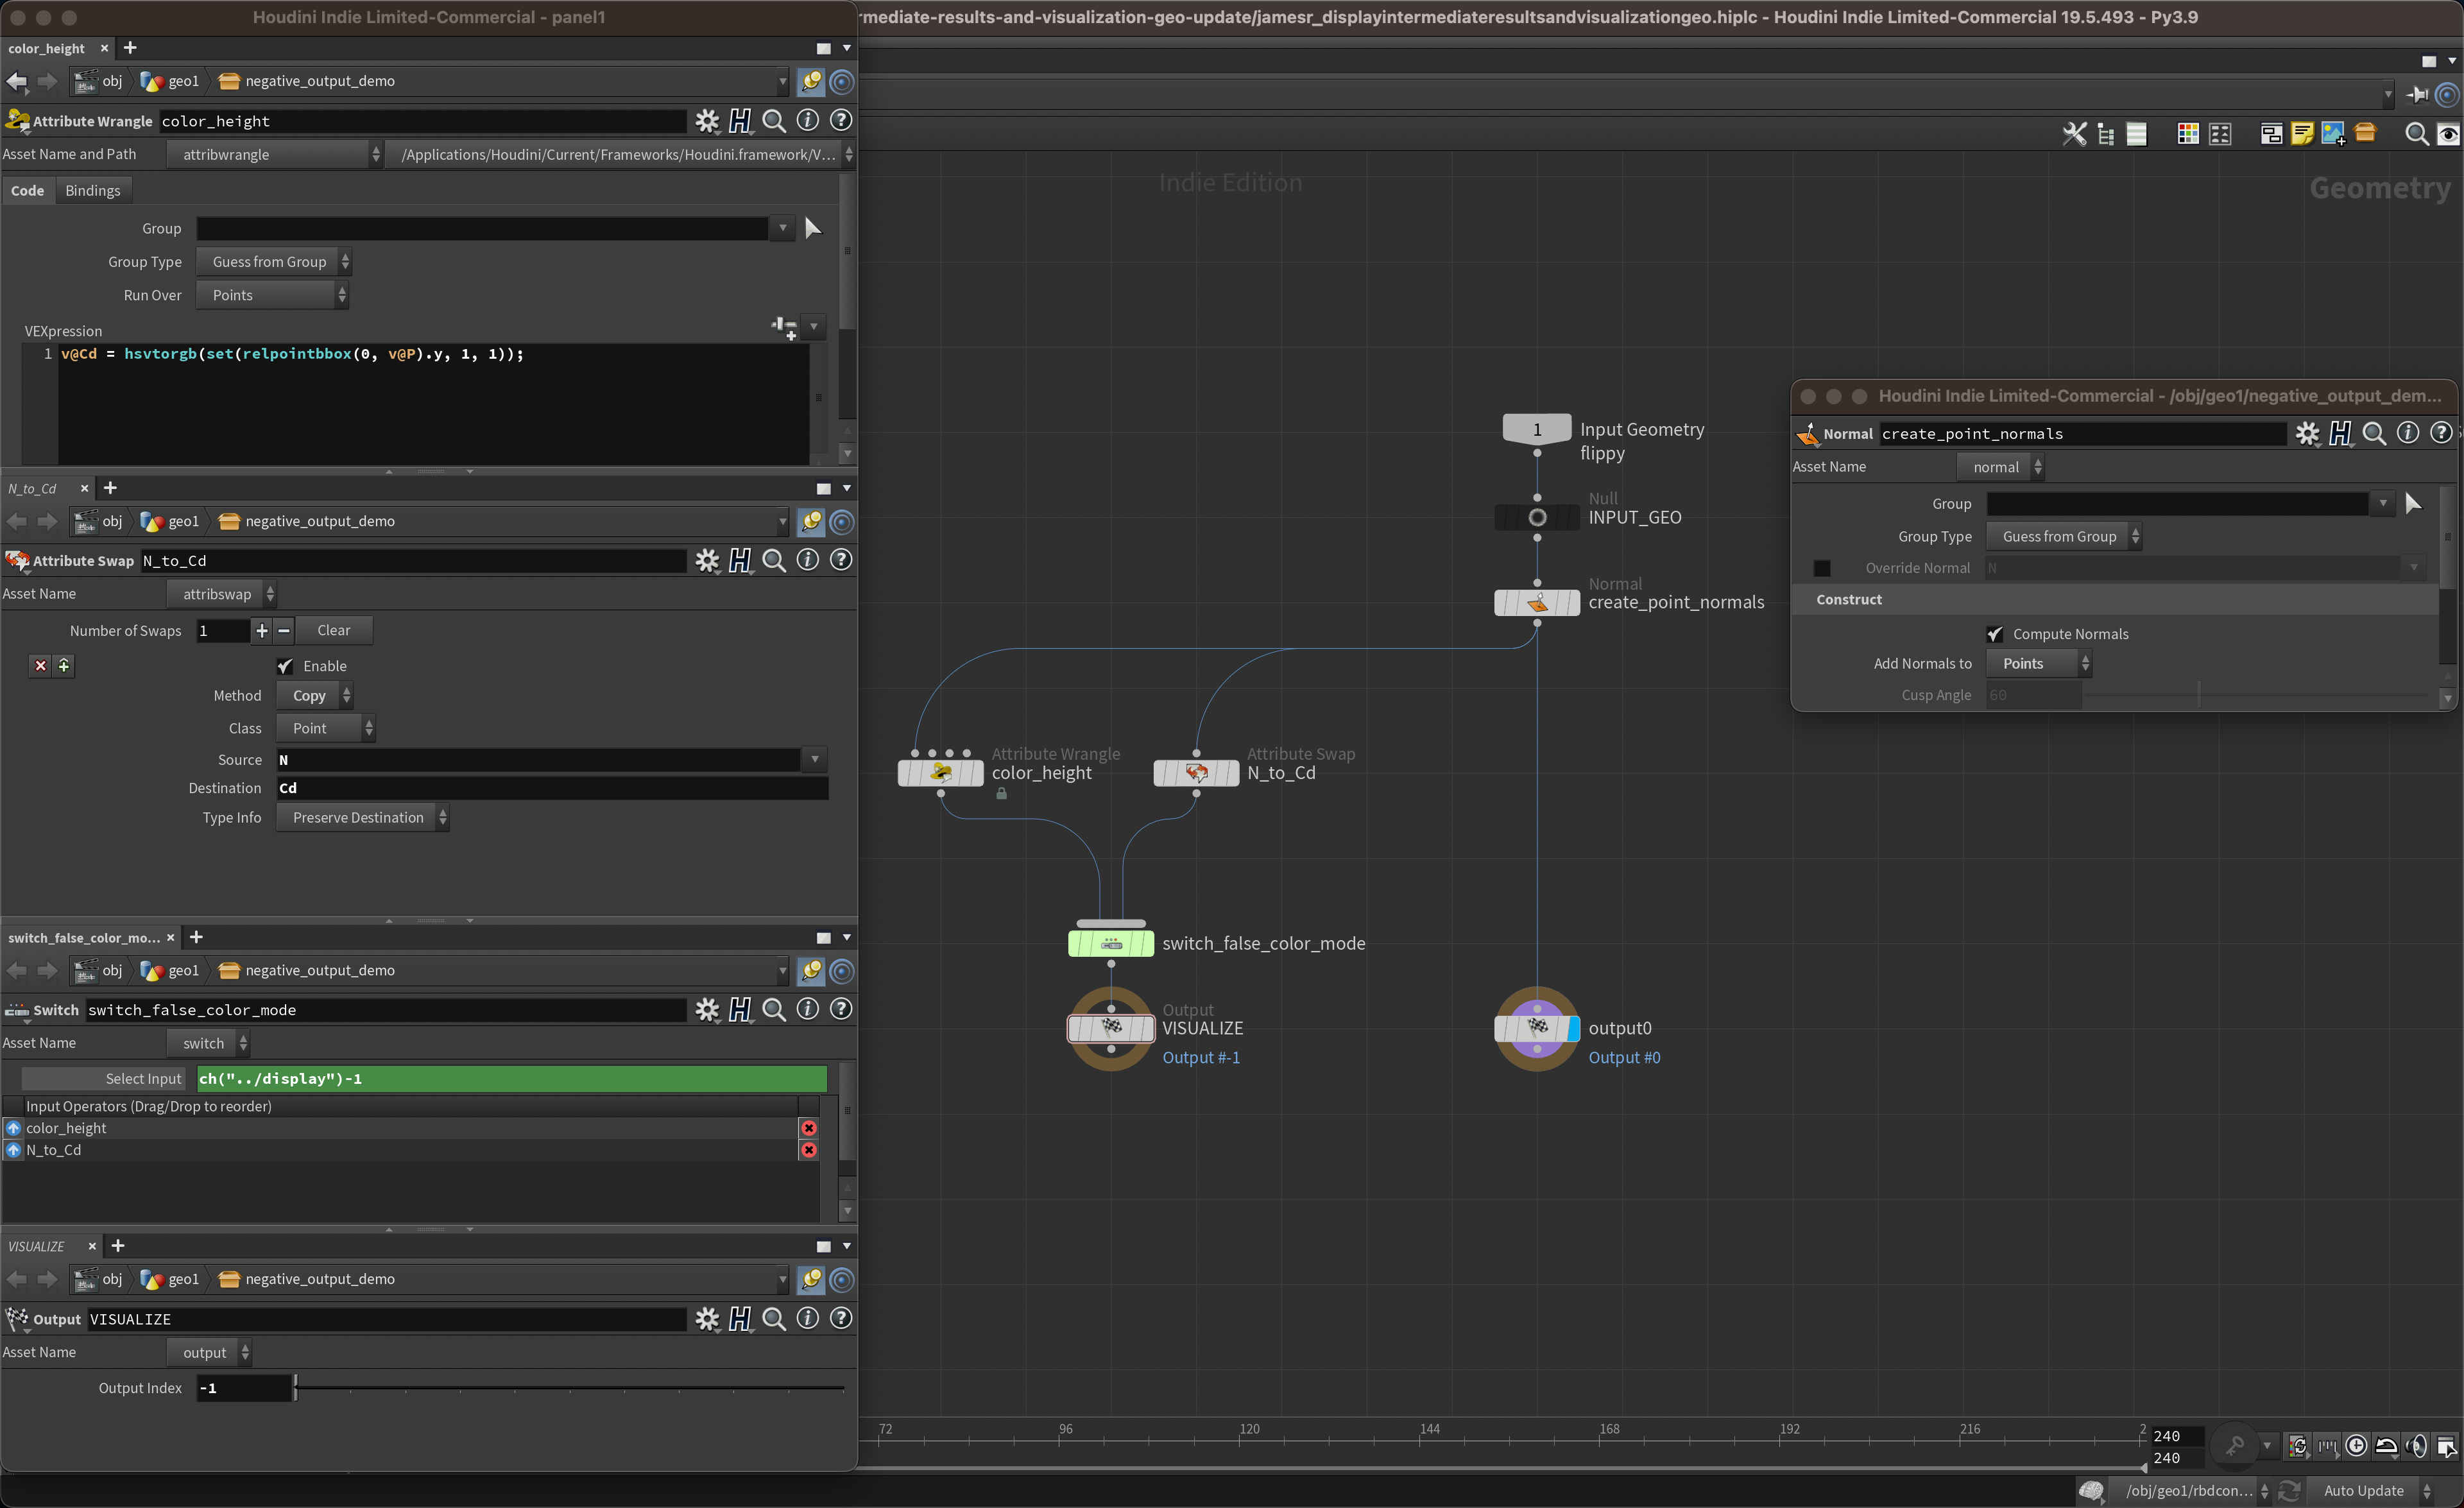 Houdini Indie Limited-Commercial - panel1
rmediate-results-and-visualization-geo-update/jamesr_displayintermediateresultsandvisualizationgeo.hiplc - Houdini Indie Limited-Commercial 19.5.493 - Py3.9
color_height
obj geo1 negative_output_demo
Attribute Wrangle color_height
Asset Name and Path attribwrangle /Applications/Houdini/Current/Frameworks/Houdini.framework/V...
Code Bindings
Group
Group Type Guess from Group
Run Over Points
VEXpression
1 v@Cd = hsvtorgb(set(relpointbbox(0, v@P).y, 1, 1));
N_to_Cd
obj geo1 negative_output_demo
Attribute Swap N_to_Cd
Asset Name attribswap
Number of Swaps 1 Clear
Enable
Method Copy
Class Point
Source N
Destination Cd
Type Info Preserve Destination
switch_false_color_mo...
obj geo1 negative_output_demo
Switch switch_false_color_mode
Asset Name switch
Select Input ch("../display")-1
Input Operators (Drag/Drop to reorder)
color_height
N_to_Cd
VISUALIZE
obj geo1 negative_output_demo
Output VISUALIZE
Asset Name output
Output Index -1
Indie Edition
Geometry
1 Input Geometry
flippy
Null
INPUT_GEO
Normal
create_point_normals
Attribute Wrangle
color_height
Attribute Swap
N_to_Cd
switch_false_color_mode
Output
VISUALIZE
Output #-1
output0
Output #0
Houdini Indie Limited-Commercial - /obj/geo1/negative_output_dem...
Normal create_point_normals
Asset Name normal
Group
Group Type Guess from Group
Override Normal N
Construct
Compute Normals
Add Normals to Points
Cusp Angle 60
72 96 120 144 168 192 216 2
240
240
/obj/geo1/rbdcon... Auto Update